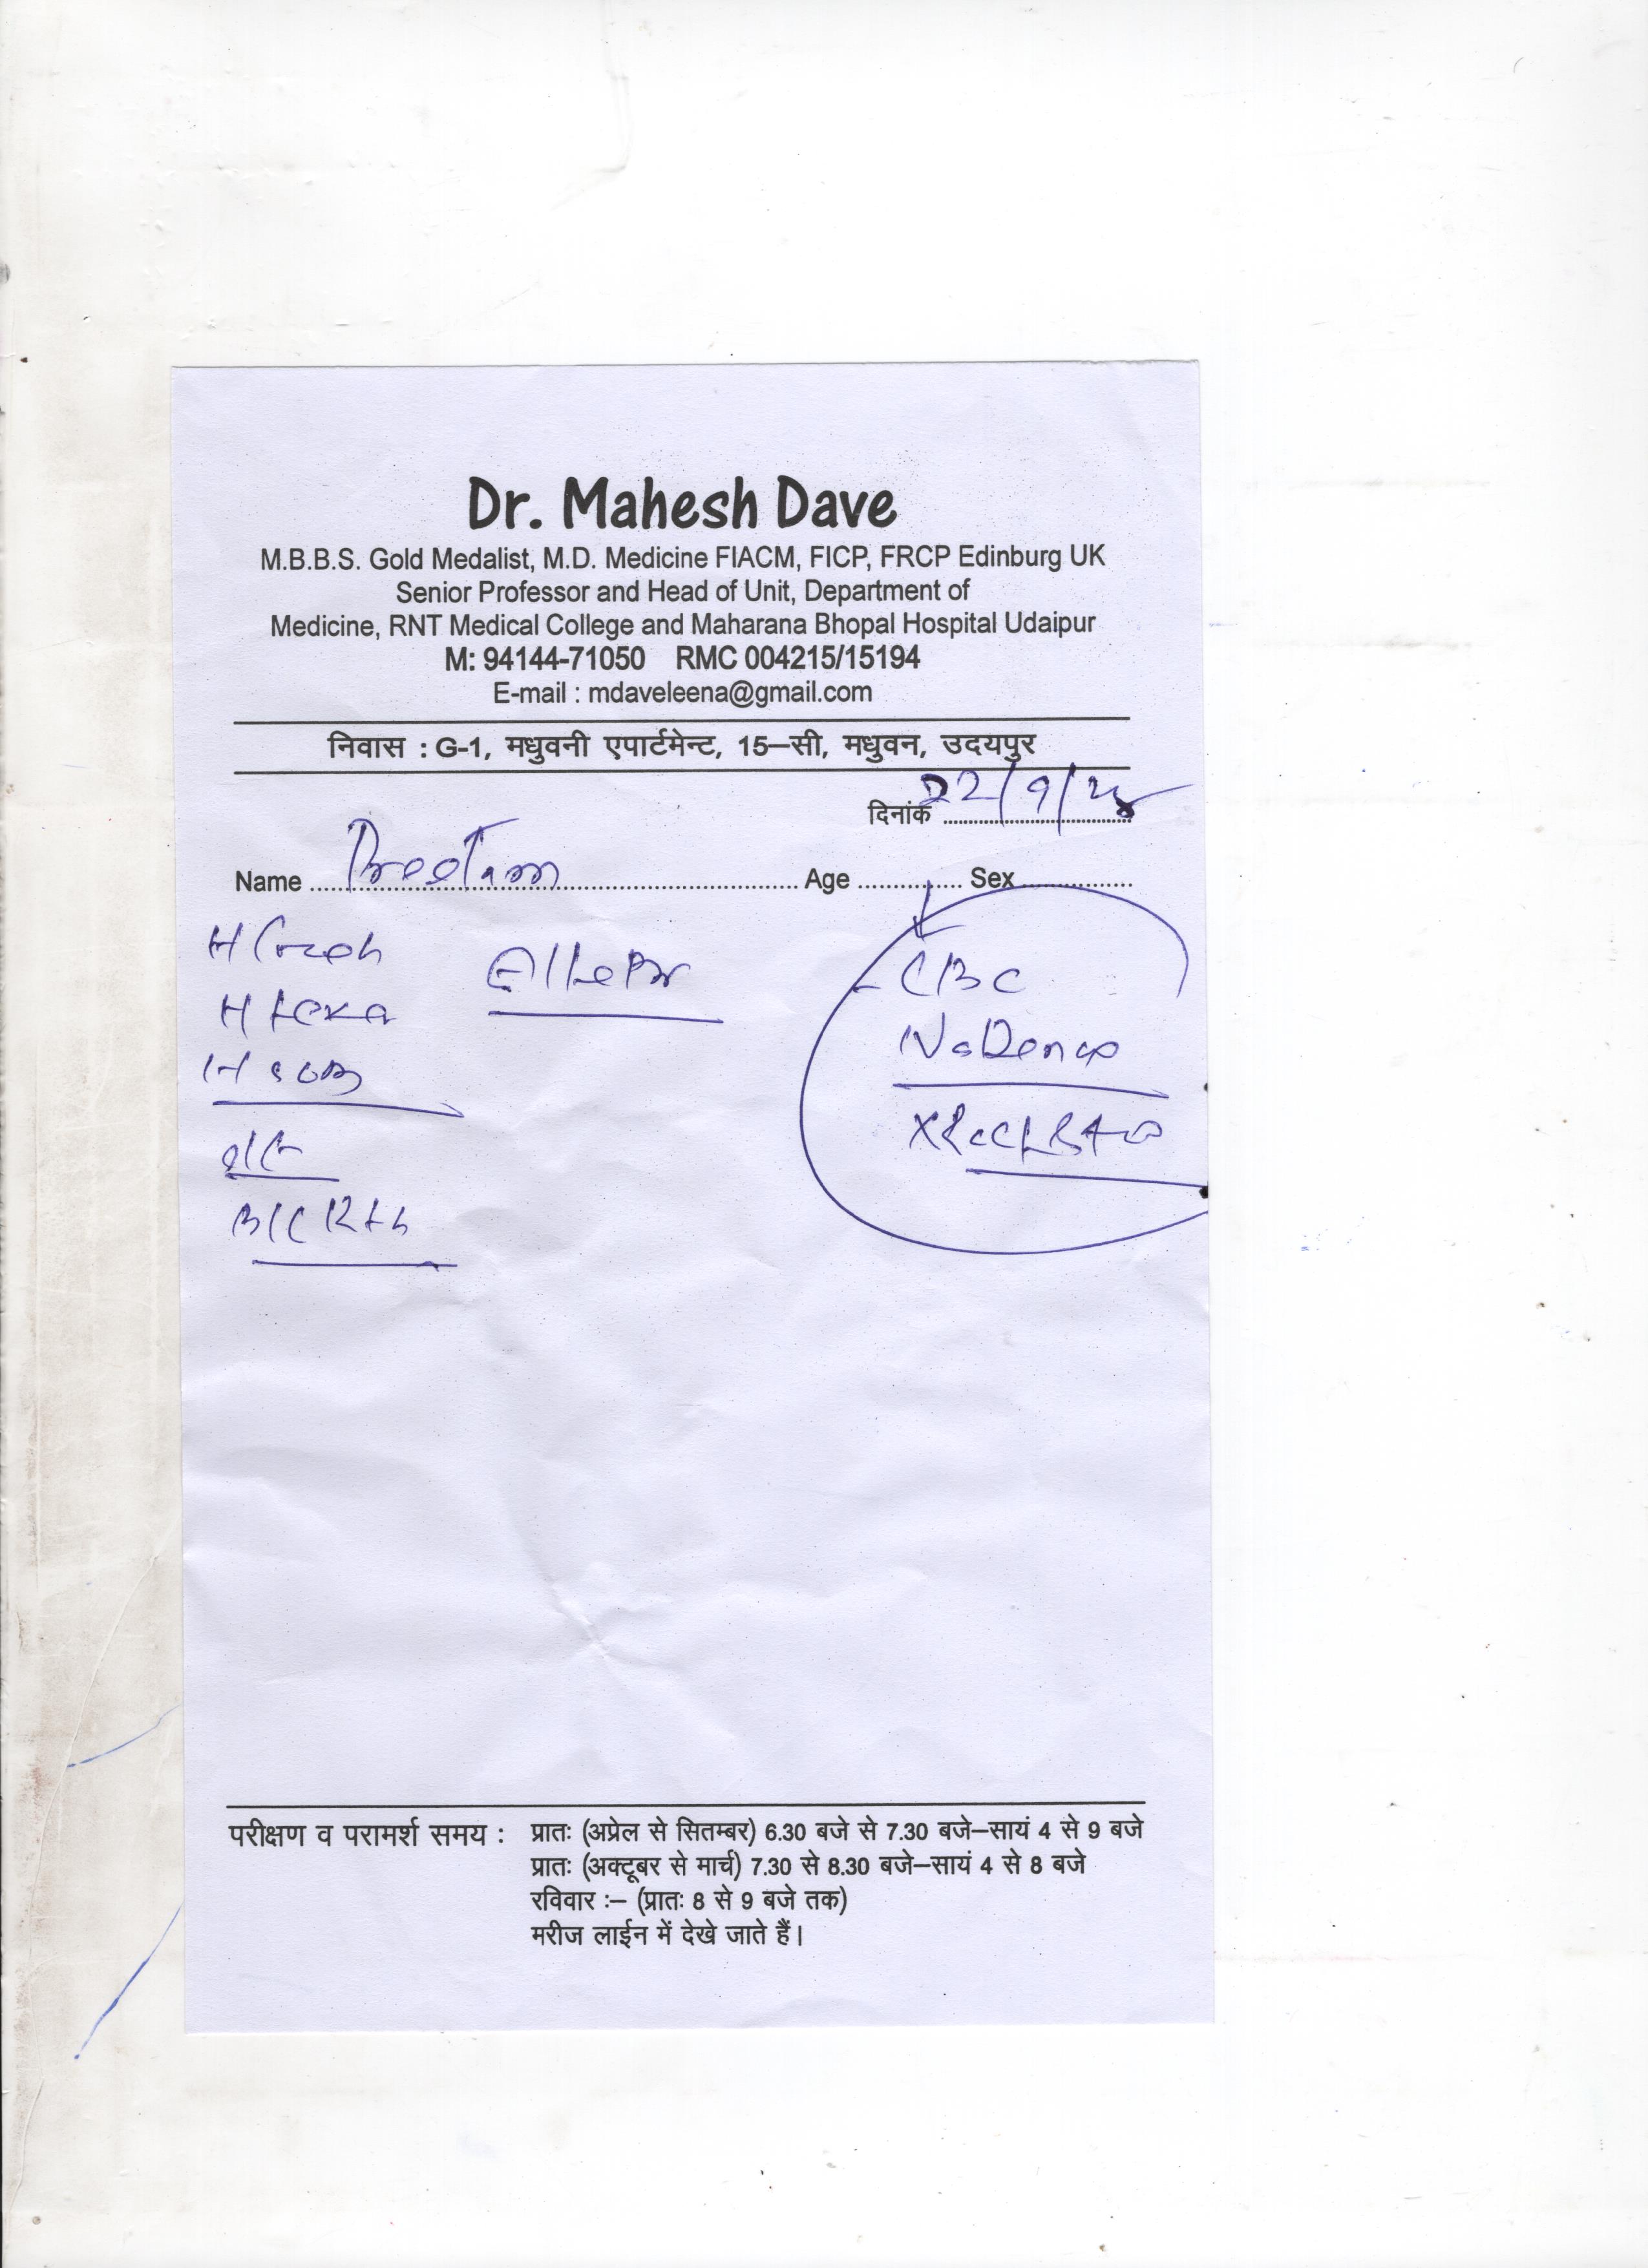 Dr. Mahesh Dave
M.B.B.S. Gold Medalist, M.D. Medicine FIACM, FICP, FRCP Edinburg UK
Senior Professor and Head of Unit, Department of
Medicine, RNT Medical College and Maharana Bhopal Hospital Udaipur
M: 94144-71050 RMC 004215/15194
E-mail : mdaveleena@gmail.com
निवास : G-1, मधुवनी एपार्टमेन्ट, 15–सी, मधुवन, उदयपुर
दिनांक 22/9/24
Name Preetam Age Sex
CBC
परीक्षण व परामर्श समय : प्रातः (अप्रेल से सितम्बर) 6.30 बजे से 7.30 बजे–सायं 4 से 9 बजे
प्रातः (अक्टूबर से मार्च) 7.30 से 8.30 बजे–सायं 4 से 8 बजे
रविवार :– (प्रातः 8 से 9 बजे तक)
मरीज लाईन में देखे जाते हैं।